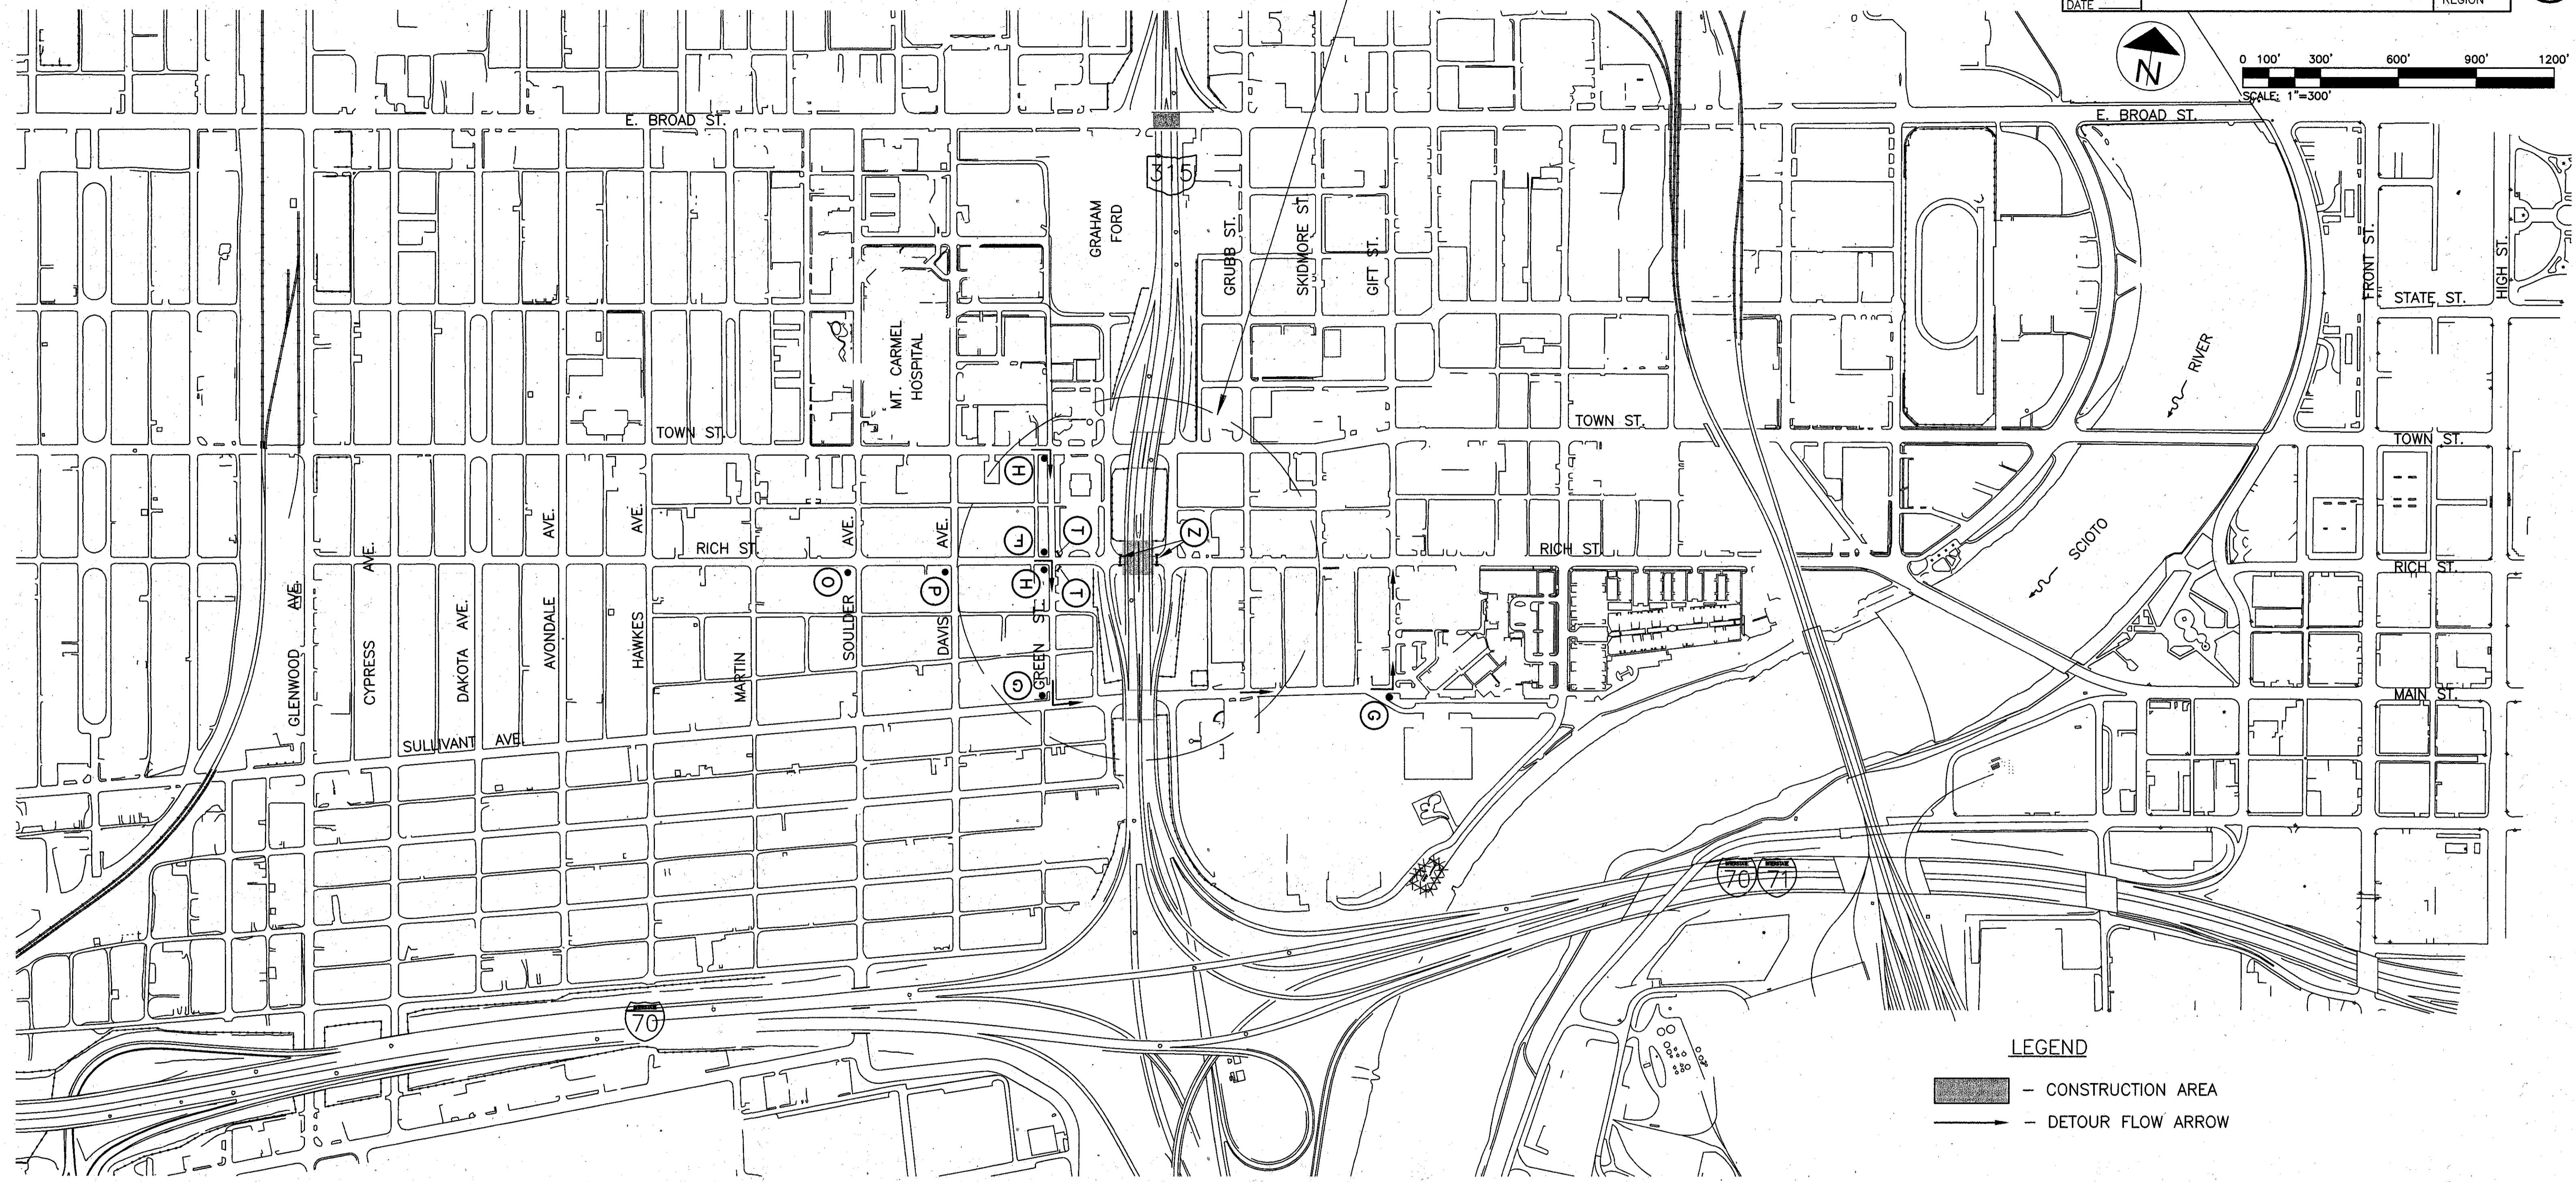 DATE
REGION
N
0 100' 300' 600' 900' 1200'
SCALE: 1"=300'
E. BROAD ST.
E. BROAD ST.
315
GRAHAM
FORD
GRUBB ST.
SKIDMORE ST.
GIFT ST.
FRONT ST.
HIGH ST.
STATE ST.
MT. CARMEL
HOSPITAL
RIVER
TOWN ST.
TOWN ST.
TOWN ST.
H
F
T
Z
AVE.
AVE.
AVE.
AVE.
AVE.
RICH ST.
RICH ST.
RICH ST.
SCIOTO
O
P
H
T
GLENWOOD AVE.
CYPRESS
DAKOTA AVE.
AVONDALE
HAWKES
MARTIN
SOULDER
DAVIS
GREEN ST.
G
G
MAIN ST.
SULLIVANT AVE.
INTERSTATE
70
INTERSTATE
71
INTERSTATE
70
LEGEND
- CONSTRUCTION AREA
- DETOUR FLOW ARROW